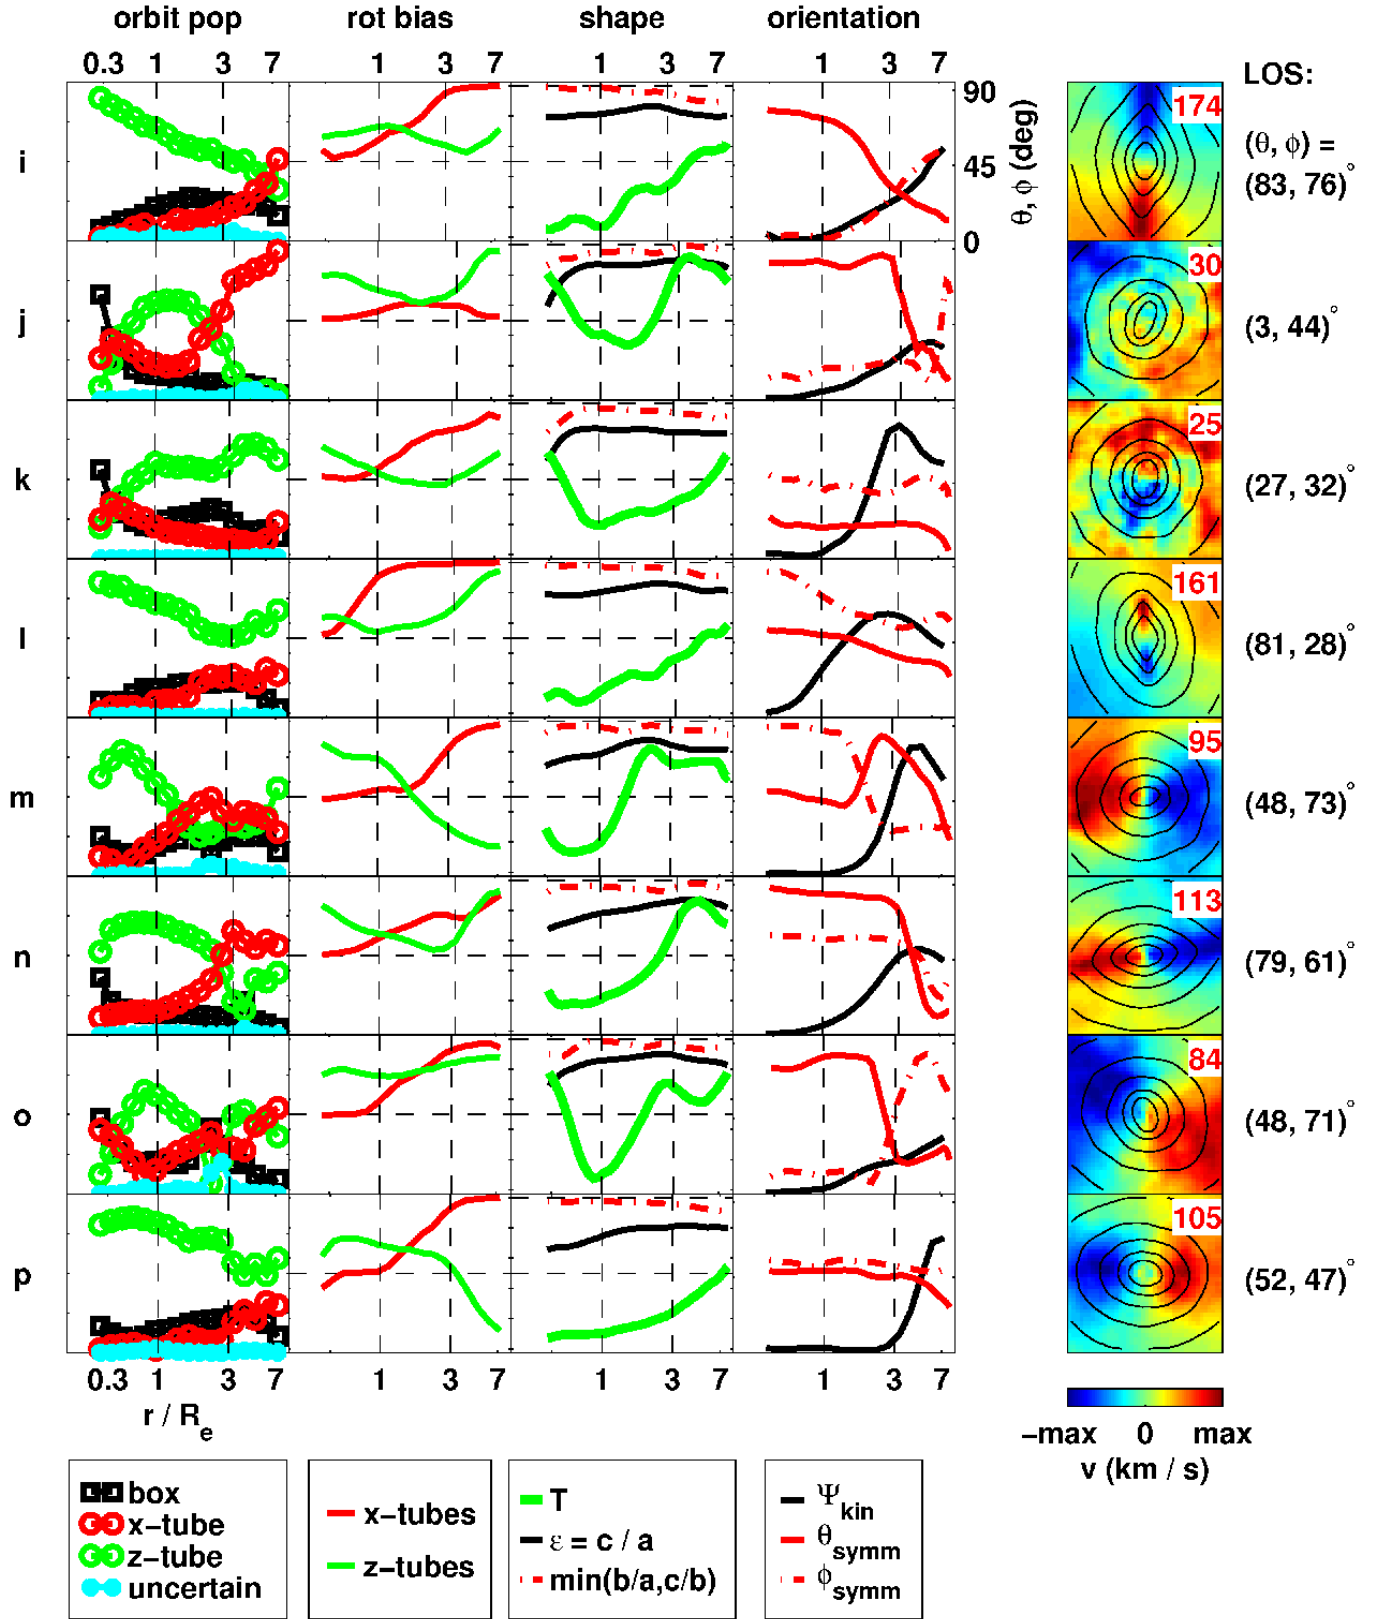 orbit pop rot bias shape orientation
0.3 1 3 7 1 3 7 1 3 7 1 3 7
LOS:
90
45
0
θ, ϕ (deg)
i
174
(θ, ϕ) =
(83, 76)°
j
30
(3, 44)°
k
25
(27, 32)°
l
161
(81, 28)°
m
95
(48, 73)°
n
113
(79, 61)°
o
84
(48, 71)°
p
105
(52, 47)°
0.3 1 3 7 1 3 7 1 3 7 1 3 7
r / Re
−max 0 max
v (km / s)
box
x−tube
z−tube
uncertain
x−tubes
z−tubes
T
ε = c / a
min(b/a,c/b)
Ψkin
θsymm
ϕsymm